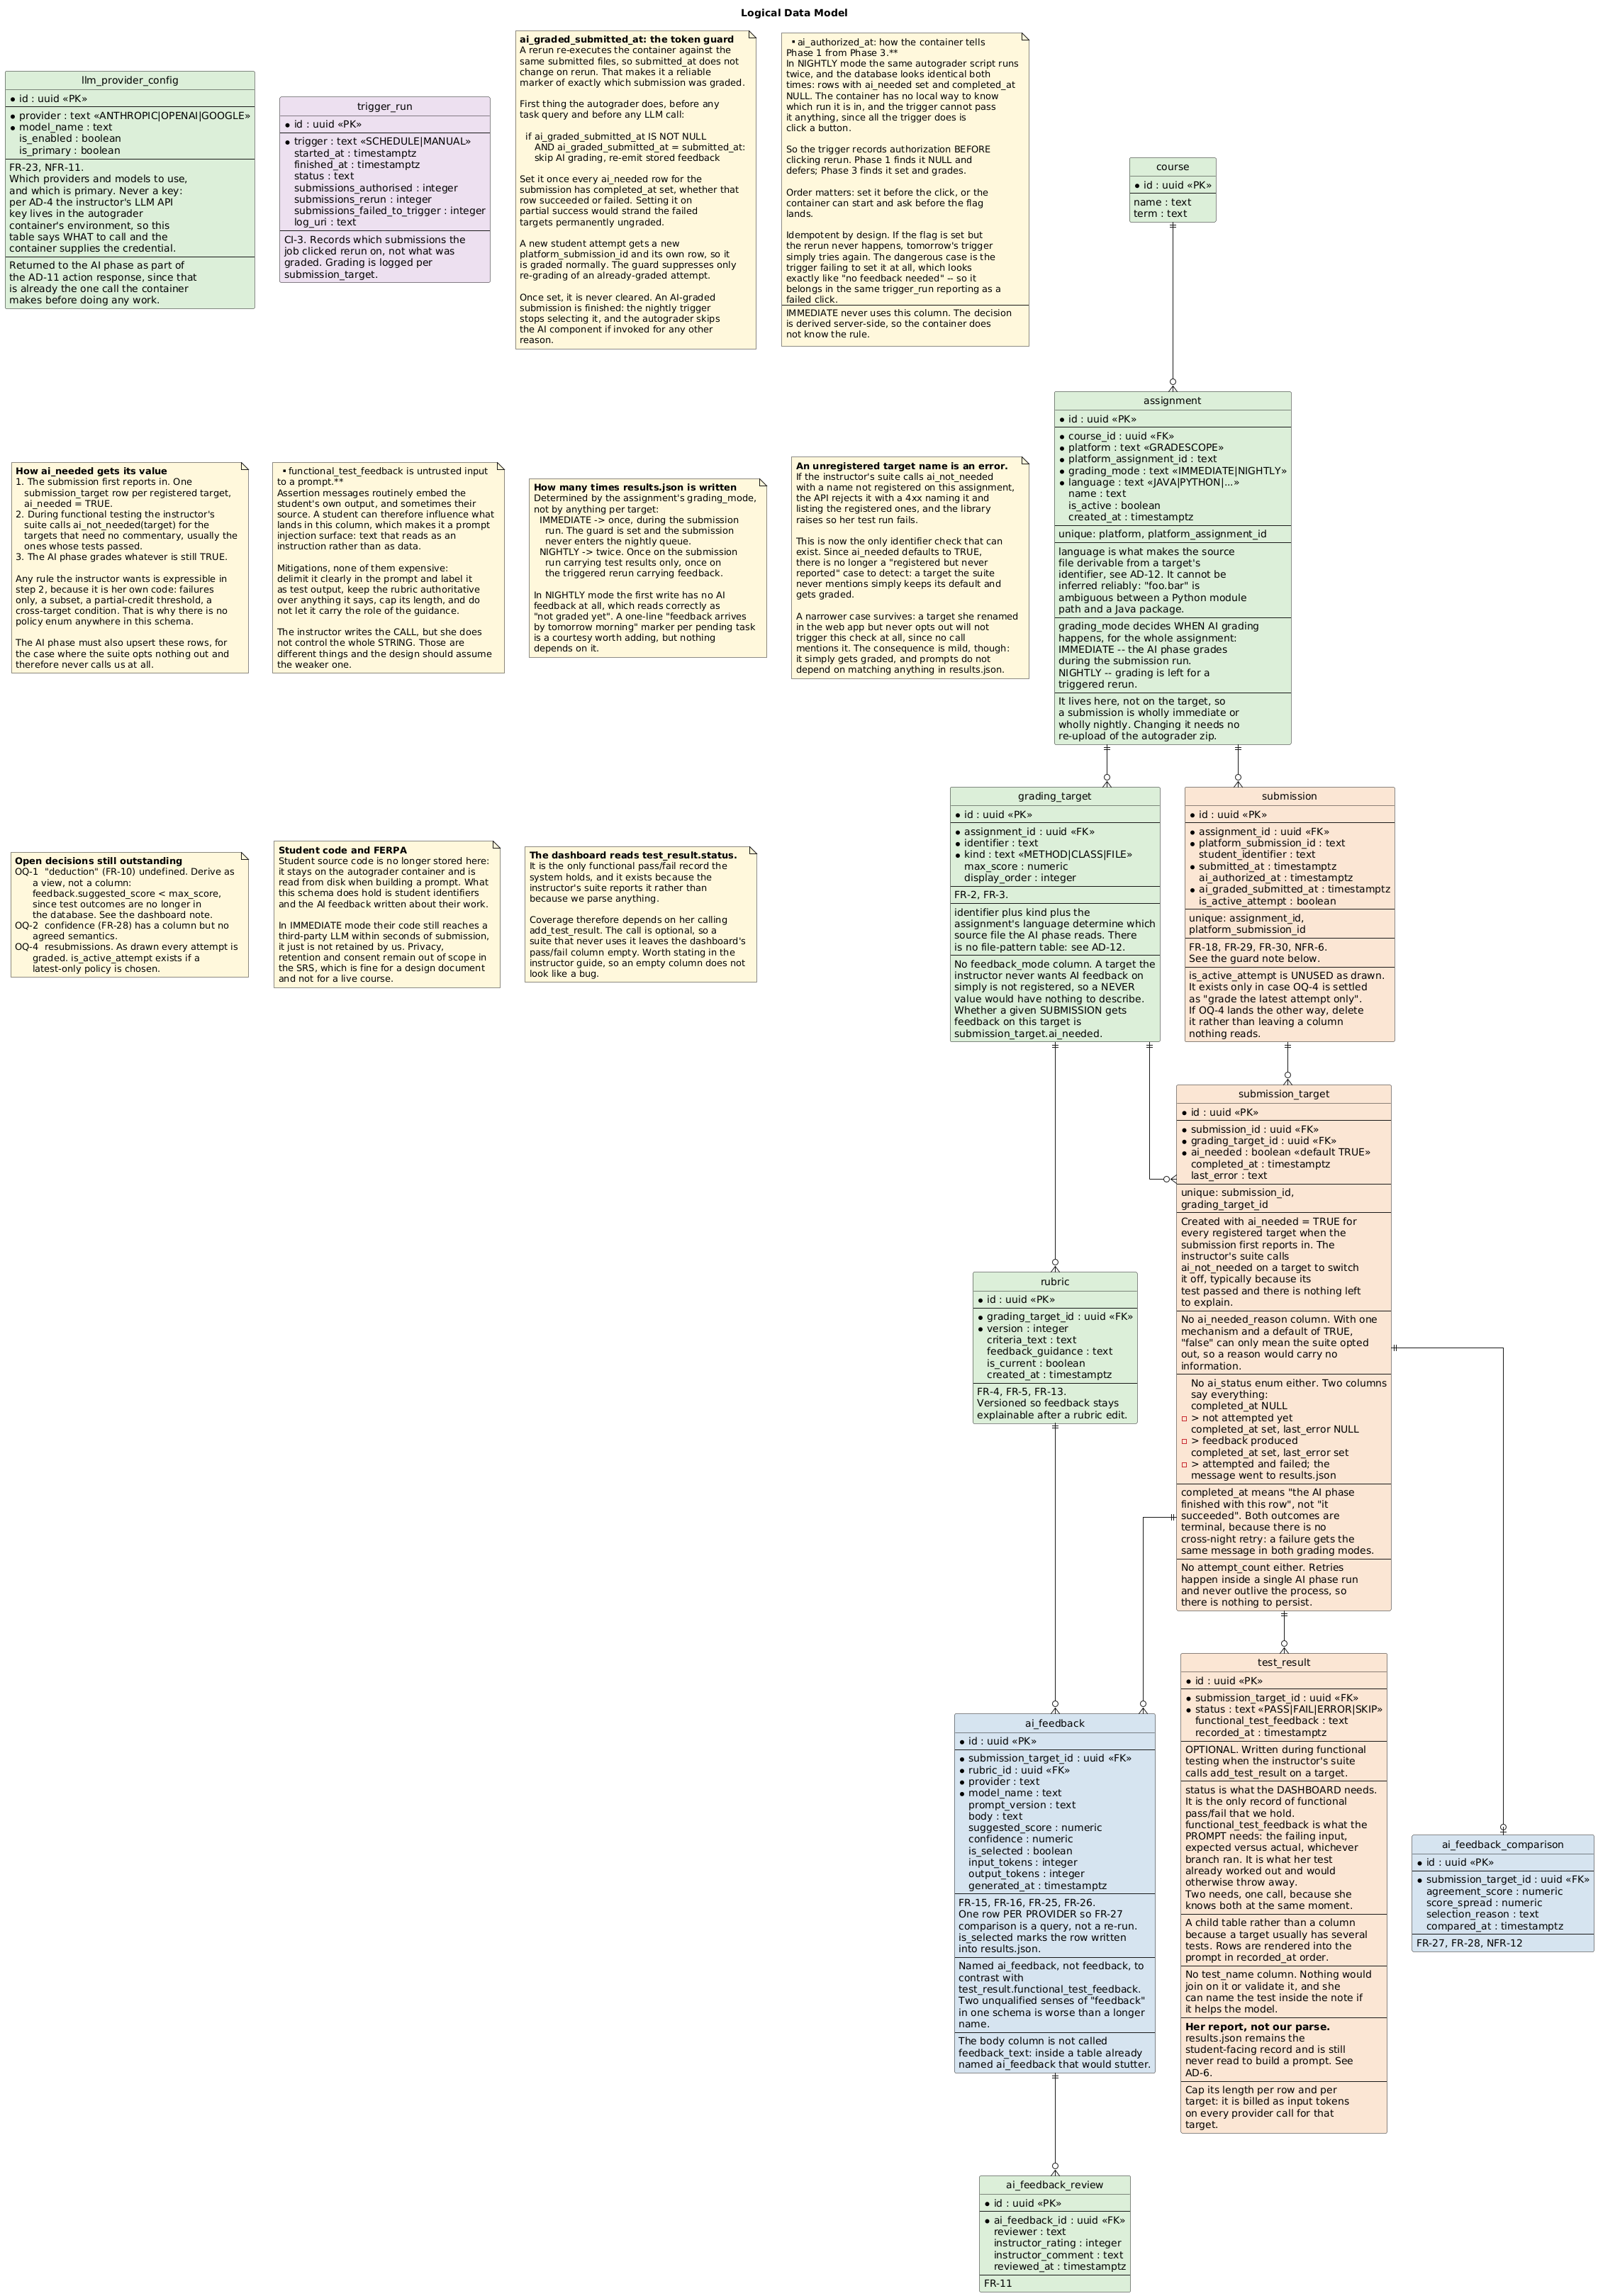 Logical Data Model
llm_provider_config
• id : uuid «PK»
• provider : text «ANTHROPIC|OPENAI|GOOGLE»
• model_name : text
is_enabled : boolean
is_primary : boolean
FR-23, NFR-11.
Which providers and models to use,
and which is primary. Never a key:
per AD-4 the instructor's LLM API
key lives in the autograder
container's environment, so this
table says WHAT to call and the
container supplies the credential.
Returned to the AI phase as part of
the AD-11 action response, since that
is already the one call the container
makes before doing any work.
trigger_run
• id : uuid «PK»
• trigger : text «SCHEDULE|MANUAL»
started_at : timestamptz
finished_at : timestamptz
status : text
submissions_authorised : integer
submissions_rerun : integer
submissions_failed_to_trigger : integer
log_uri : text
CI-3. Records which submissions the
job clicked rerun on, not what was
graded. Grading is logged per
submission_target.
ai_graded_submitted_at: the token guard
A rerun re-executes the container against the
same submitted files, so submitted_at does not
change on rerun. That makes it a reliable
marker of exactly which submission was graded.
First thing the autograder does, before any
task query and before any LLM call:
if ai_graded_submitted_at IS NOT NULL
AND ai_graded_submitted_at = submitted_at:
skip AI grading, re-emit stored feedback
Set it once every ai_needed row for the
submission has completed_at set, whether that
row succeeded or failed. Setting it on
partial success would strand the failed
targets permanently ungraded.
A new student attempt gets a new
platform_submission_id and its own row, so it
is graded normally. The guard suppresses only
re-grading of an already-graded attempt.
Once set, it is never cleared. An AI-graded
submission is finished: the nightly trigger
stops selecting it, and the autograder skips
the AI component if invoked for any other
reason.
•ai_authorized_at: how the container tells
Phase 1 from Phase 3.**
In NIGHTLY mode the same autograder script runs
twice, and the database looks identical both
times: rows with ai_needed set and completed_at
NULL. The container has no local way to know
which run it is in, and the trigger cannot pass
it anything, since all the trigger does is
click a button.
So the trigger records authorization BEFORE
clicking rerun. Phase 1 finds it NULL and
defers; Phase 3 finds it set and grades.
Order matters: set it before the click, or the
container can start and ask before the flag
lands.
Idempotent by design. If the flag is set but
the rerun never happens, tomorrow's trigger
simply tries again. The dangerous case is the
trigger failing to set it at all, which looks
exactly like "no feedback needed" -- so it
belongs in the same trigger_run reporting as a
failed click.
IMMEDIATE never uses this column. The decision
is derived server-side, so the container does
not know the rule.
course
• id : uuid «PK»
name : text
term : text
assignment
• id : uuid «PK»
• course_id : uuid «FK»
• platform : text «GRADESCOPE»
• platform_assignment_id : text
• grading_mode : text «IMMEDIATE|NIGHTLY»
• language : text «JAVA|PYTHON|...»
name : text
is_active : boolean
created_at : timestamptz
unique: platform, platform_assignment_id
language is what makes the source
file derivable from a target's
identifier, see AD-12. It cannot be
inferred reliably: "foo.bar" is
ambiguous between a Python module
path and a Java package.
grading_mode decides WHEN AI grading
happens, for the whole assignment:
IMMEDIATE -- the AI phase grades
during the submission run.
NIGHTLY -- grading is left for a
triggered rerun.
It lives here, not on the target, so
a submission is wholly immediate or
wholly nightly. Changing it needs no
re-upload of the autograder zip.
How ai_needed gets its value
1. The submission first reports in. One
submission_target row per registered target,
ai_needed = TRUE.
2. During functional testing the instructor's
suite calls ai_not_needed(target) for the
targets that need no commentary, usually the
ones whose tests passed.
3. The AI phase grades whatever is still TRUE.
Any rule the instructor wants is expressible in
step 2, because it is her own code: failures
only, a subset, a partial-credit threshold, a
cross-target condition. That is why there is no
policy enum anywhere in this schema.
The AI phase must also upsert these rows, for
the case where the suite opts nothing out and
therefore never calls us at all.
•functional_test_feedback is untrusted input
to a prompt.**
Assertion messages routinely embed the
student's own output, and sometimes their
source. A student can therefore influence what
lands in this column, which makes it a prompt
injection surface: text that reads as an
instruction rather than as data.
Mitigations, none of them expensive:
delimit it clearly in the prompt and label it
as test output, keep the rubric authoritative
over anything it says, cap its length, and do
not let it carry the role of the guidance.
The instructor writes the CALL, but she does
not control the whole STRING. Those are
different things and the design should assume
the weaker one.
How many times results.json is written
Determined by the assignment's grading_mode,
not by anything per target:
IMMEDIATE -> once, during the submission
run. The guard is set and the submission
never enters the nightly queue.
NIGHTLY -> twice. Once on the submission
run carrying test results only, once on
the triggered rerun carrying feedback.
In NIGHTLY mode the first write has no AI
feedback at all, which reads correctly as
"not graded yet". A one-line "feedback arrives
by tomorrow morning" marker per pending task
is a courtesy worth adding, but nothing
depends on it.
An unregistered target name is an error.
If the instructor's suite calls ai_not_needed
with a name not registered on this assignment,
the API rejects it with a 4xx naming it and
listing the registered ones, and the library
raises so her test run fails.
This is now the only identifier check that can
exist. Since ai_needed defaults to TRUE,
there is no longer a "registered but never
reported" case to detect: a target the suite
never mentions simply keeps its default and
gets graded.
A narrower case survives: a target she renamed
in the web app but never opts out will not
trigger this check at all, since no call
mentions it. The consequence is mild, though:
it simply gets graded, and prompts do not
depend on matching anything in results.json.
Open decisions still outstanding
OQ-1 "deduction" (FR-10) undefined. Derive as
a view, not a column:
feedback.suggested_score < max_score,
since test outcomes are no longer in
the database. See the dashboard note.
OQ-2 confidence (FR-28) has a column but no
agreed semantics.
OQ-4 resubmissions. As drawn every attempt is
graded. is_active_attempt exists if a
latest-only policy is chosen.
Student code and FERPA
Student source code is no longer stored here:
it stays on the autograder container and is
read from disk when building a prompt. What
this schema does hold is student identifiers
and the AI feedback written about their work.
In IMMEDIATE mode their code still reaches a
third-party LLM within seconds of submission,
it just is not retained by us. Privacy,
retention and consent remain out of scope in
the SRS, which is fine for a design document
and not for a live course.
The dashboard reads test_result.status.
It is the only functional pass/fail record the
system holds, and it exists because the
instructor's suite reports it rather than
because we parse anything.
Coverage therefore depends on her calling
add_test_result. The call is optional, so a
suite that never uses it leaves the dashboard's
pass/fail column empty. Worth stating in the
instructor guide, so an empty column does not
look like a bug.
grading_target
• id : uuid «PK»
• assignment_id : uuid «FK»
• identifier : text
• kind : text «METHOD|CLASS|FILE»
max_score : numeric
display_order : integer
FR-2, FR-3.
identifier plus kind plus the
assignment's language determine which
source file the AI phase reads. There
is no file-pattern table: see AD-12.
No feedback_mode column. A target the
instructor never wants AI feedback on
simply is not registered, so a NEVER
value would have nothing to describe.
Whether a given SUBMISSION gets
feedback on this target is
submission_target.ai_needed.
submission
• id : uuid «PK»
• assignment_id : uuid «FK»
• platform_submission_id : text
student_identifier : text
• submitted_at : timestamptz
ai_authorized_at : timestamptz
• ai_graded_submitted_at : timestamptz
is_active_attempt : boolean
unique: assignment_id,
platform_submission_id
FR-18, FR-29, FR-30, NFR-6.
See the guard note below.
is_active_attempt is UNUSED as drawn.
It exists only in case OQ-4 is settled
as "grade the latest attempt only".
If OQ-4 lands the other way, delete
it rather than leaving a column
nothing reads.
submission_target
• id : uuid «PK»
• submission_id : uuid «FK»
• grading_target_id : uuid «FK»
• ai_needed : boolean «default TRUE»
completed_at : timestamptz
last_error : text
unique: submission_id,
grading_target_id
Created with ai_needed = TRUE for
every registered target when the
submission first reports in. The
instructor's suite calls
ai_not_needed on a target to switch
it off, typically because its
test passed and there is nothing left
to explain.
No ai_needed_reason column. With one
mechanism and a default of TRUE,
"false" can only mean the suite opted
out, so a reason would carry no
information.
No ai_status enum either. Two columns
say everything:
completed_at NULL
> not attempted yet
completed_at set, last_error NULL
> feedback produced
completed_at set, last_error set
> attempted and failed; the
message went to results.json
completed_at means "the AI phase
finished with this row", not "it
succeeded". Both outcomes are
terminal, because there is no
cross-night retry: a failure gets the
same message in both grading modes.
No attempt_count either. Retries
happen inside a single AI phase run
and never outlive the process, so
there is nothing to persist.
rubric
• id : uuid «PK»
• grading_target_id : uuid «FK»
• version : integer
criteria_text : text
feedback_guidance : text
is_current : boolean
created_at : timestamptz
FR-4, FR-5, FR-13.
Versioned so feedback stays
explainable after a rubric edit.
test_result
• id : uuid «PK»
• submission_target_id : uuid «FK»
• status : text «PASS|FAIL|ERROR|SKIP»
functional_test_feedback : text
recorded_at : timestamptz
OPTIONAL. Written during functional
testing when the instructor's suite
calls add_test_result on a target.
status is what the DASHBOARD needs.
It is the only record of functional
pass/fail that we hold.
functional_test_feedback is what the
PROMPT needs: the failing input,
expected versus actual, whichever
branch ran. It is what her test
already worked out and would
otherwise throw away.
Two needs, one call, because she
knows both at the same moment.
A child table rather than a column
because a target usually has several
tests. Rows are rendered into the
prompt in recorded_at order.
No test_name column. Nothing would
join on it or validate it, and she
can name the test inside the note if
it helps the model.
Her report, not our parse.
results.json remains the
student-facing record and is still
never read to build a prompt. See
AD-6.
Cap its length per row and per
target: it is billed as input tokens
on every provider call for that
target.
ai_feedback
• id : uuid «PK»
• submission_target_id : uuid «FK»
• rubric_id : uuid «FK»
• provider : text
• model_name : text
prompt_version : text
body : text
suggested_score : numeric
confidence : numeric
is_selected : boolean
input_tokens : integer
output_tokens : integer
generated_at : timestamptz
FR-15, FR-16, FR-25, FR-26.
One row PER PROVIDER so FR-27
comparison is a query, not a re-run.
is_selected marks the row written
into results.json.
Named ai_feedback, not feedback, to
contrast with
test_result.functional_test_feedback.
Two unqualified senses of "feedback"
in one schema is worse than a longer
name.
The body column is not called
feedback_text: inside a table already
named ai_feedback that would stutter.
ai_feedback_comparison
• id : uuid «PK»
• submission_target_id : uuid «FK»
agreement_score : numeric
score_spread : numeric
selection_reason : text
compared_at : timestamptz
FR-27, FR-28, NFR-12
ai_feedback_review
• id : uuid «PK»
• ai_feedback_id : uuid «FK»
reviewer : text
instructor_rating : integer
instructor_comment : text
reviewed_at : timestamptz
FR-11